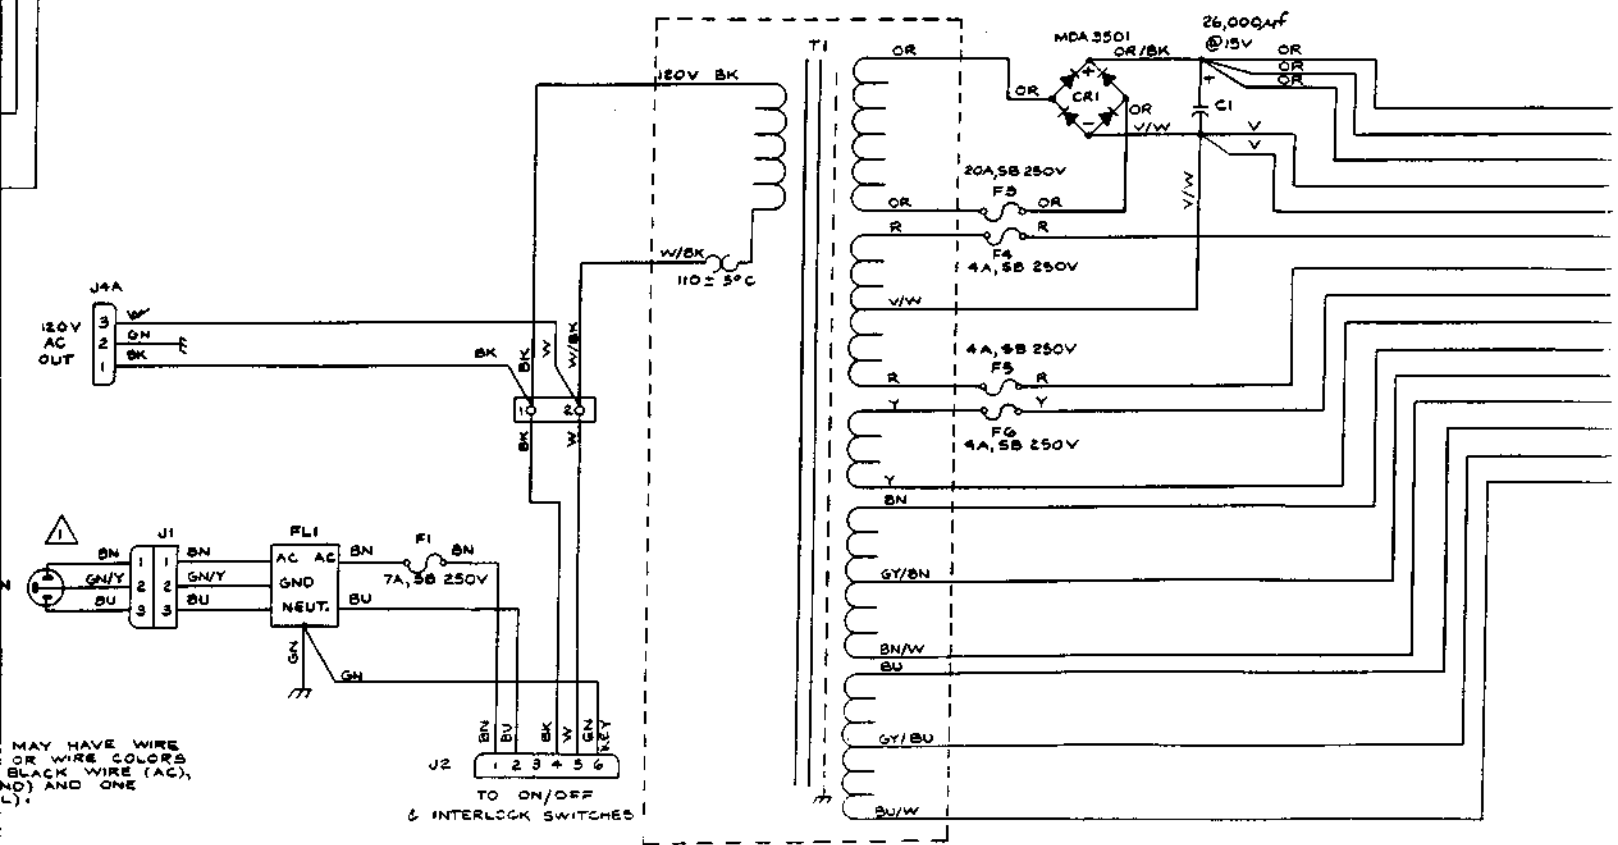 26,000µf
@15V
MDA 3501
T1
OR
OR/BK
OR
OR
OR
120V BK
OR
+
CR1
-
OR
+
C1
V/W
V
V
20A, SB 250V
F3
V/W
OR
OR
R
R
F4
4A, SB 250V
W/BK
110 ± 5°C
J4A
V/W
120V
AC
OUT
3
W
2
GN
1
BK
BK
BK
W
W/BK
4A, SB 250V
F5
R
R
1
2
Y
Y
F6
4A, SB 250V
BK
W
Y
BN
1
J1
FL1
F1
BN
1
1
BN
AC AC
BN
BN
7A, SB 250V
N
GN/Y
2
2
GN/Y
GND
GY/BN
BU
3
3
BU
NEUT.
BU
GN
GN
BN/W
BU
BN
BU
BK
W
GN
KEY
GY/BU
MAY HAVE WIRE
OR WIRE COLORS
BLACK WIRE (AC),
ND) AND ONE
L).
J2
1 2 3 4 5 6
TO ON/OFF
& INTERLOCK SWITCHES
BU/W